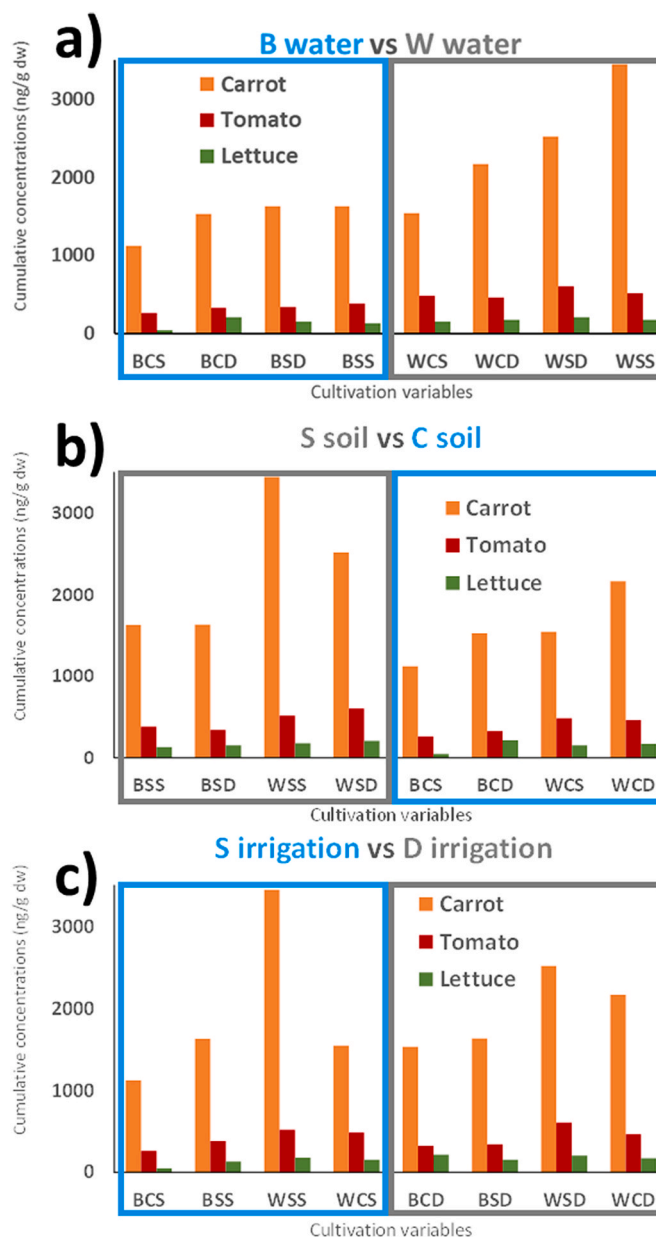 a)
B water vs W water
Cumulative concentrations (ng/g dw)
3000
2000
1000
0
Carrot
Tomato
Lettuce
BCS BCD BSD BSS WCS WCD WSD WSS
Cultivation variables
b)
S soil vs C soil
Cumulative concentrations (ng/g dw)
3000
2000
1000
0
Carrot
Tomato
Lettuce
BSS BSD WSS WSD BCS BCD WCS WCD
Cultivation variables
c)
S irrigation vs D irrigation
Cumulative concentrations (ng/g dw)
3000
2000
1000
0
Carrot
Tomato
Lettuce
BCS BSS WSS WCS BCD BSD WSD WCD
Cultivation variables